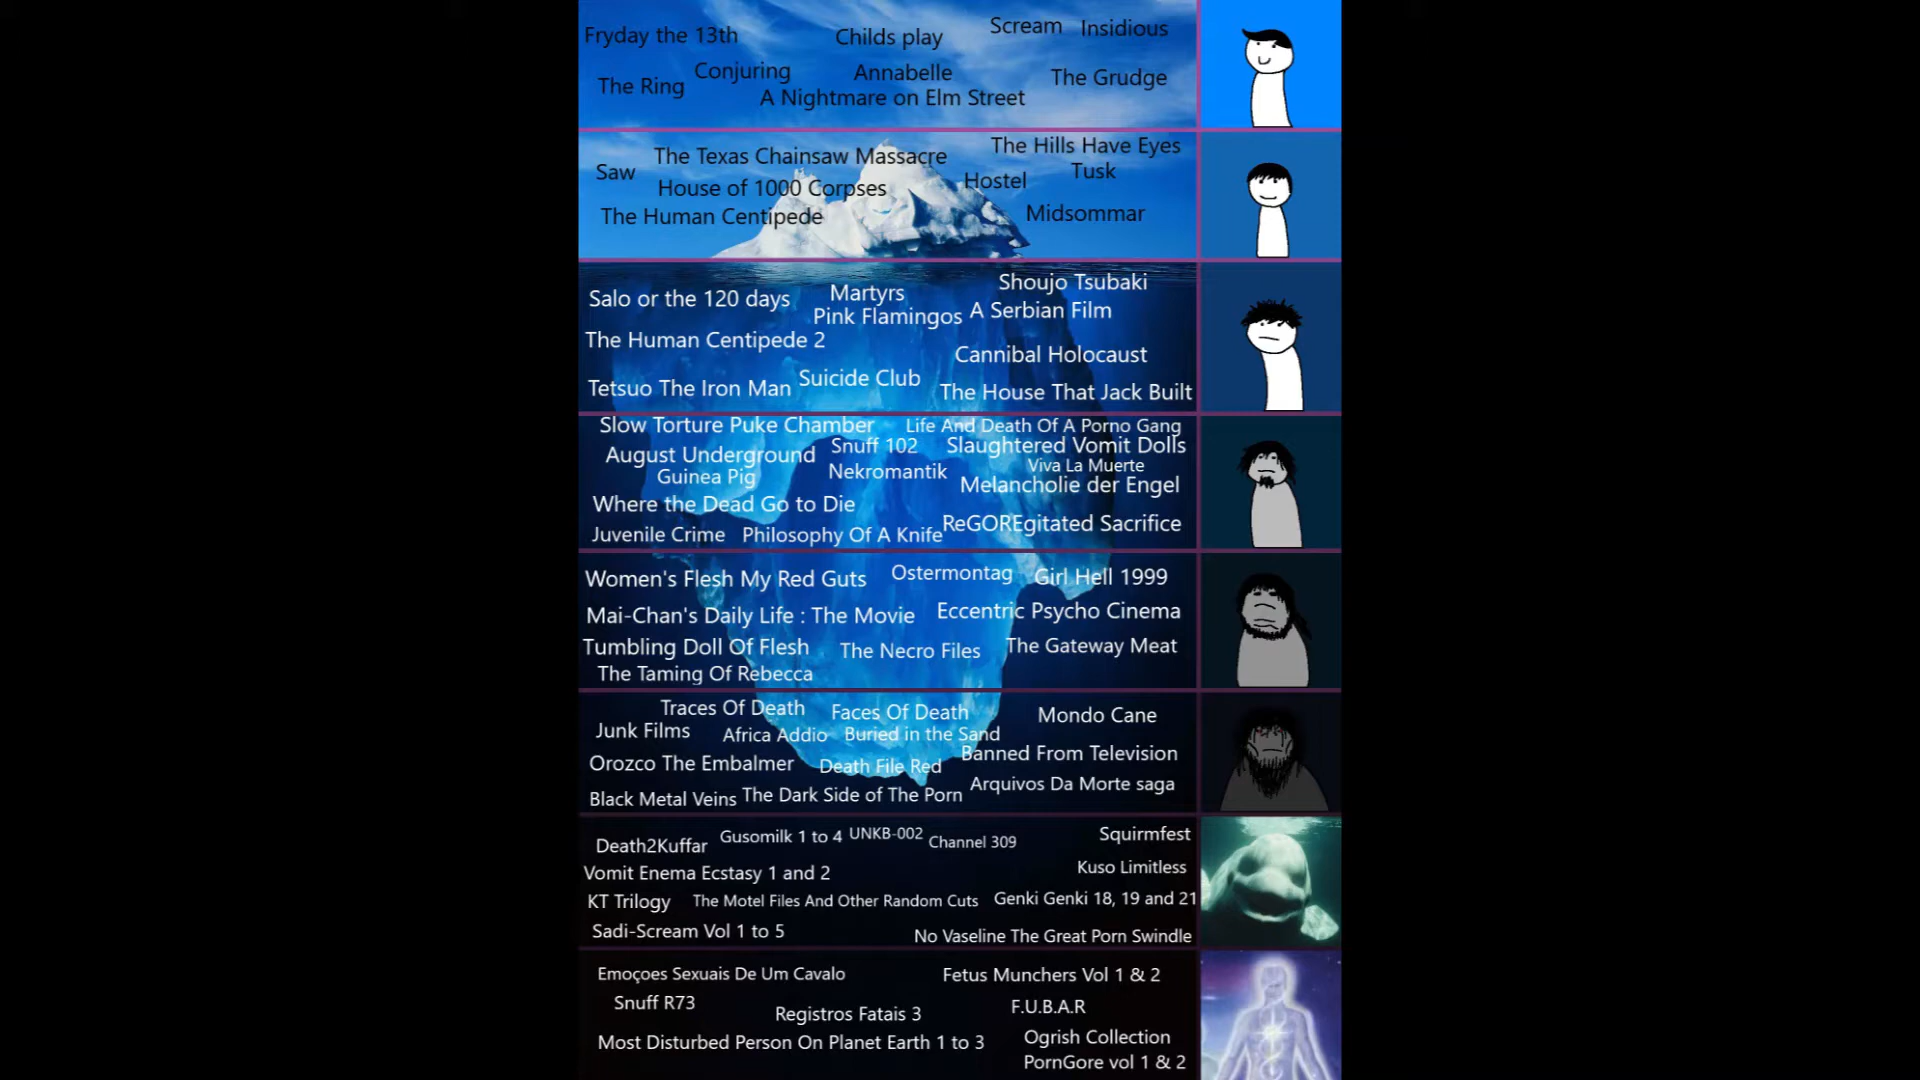 Fryday the 13th
Childs play
Scream
Insidious
The Ring
Conjuring
Annabelle
The Grudge
A Nightmare on Elm Street
The Hills Have Eyes
The Texas Chainsaw Massacre
Saw
Tusk
House of 1000 Corpses
Hostel
The Human Centipede
Midsommar
Shoujo Tsubaki
Salo or the 120 days
Martyrs
Pink Flamingos
A Serbian Film
The Human Centipede 2
Cannibal Holocaust
Tetsuo The Iron Man
Suicide Club
The House That Jack Built
Slow Torture Puke Chamber
Life And Death Of A Porno Gang
August Underground
Snuff 102
Slaughtered Vomit Dolls
Guinea Pig
Nekromantik
Viva La Muerte
Melancholie der Engel
Where the Dead Go to Die
ReGOREgitated Sacrifice
Juvenile Crime
Philosophy Of A Knife
Women's Flesh My Red Guts
Ostermontag
Girl Hell 1999
Mai-Chan's Daily Life : The Movie
Eccentric Psycho Cinema
Tumbling Doll Of Flesh
The Necro Files
The Gateway Meat
The Taming Of Rebecca
Traces Of Death
Faces Of Death
Mondo Cane
Junk Films
Africa Addio
Buried in the Sand
Banned From Television
Orozco The Embalmer
Death File Red
Arquivos Da Morte saga
Black Metal Veins
The Dark Side of The Porn
Death2Kuffar
Gusomilk 1 to 4
UNKB-002
Channel 309
Squirmfest
Vomit Enema Ecstasy 1 and 2
Kuso Limitless
KT Trilogy
The Motel Files And Other Random Cuts
Genki Genki 18, 19 and 21
Sadi-Scream Vol 1 to 5
No Vaseline The Great Porn Swindle
Emoçoes Sexuais De Um Cavalo
Fetus Munchers Vol 1 & 2
Snuff R73
Registros Fatais 3
F.U.B.A.R
Most Disturbed Person On Planet Earth 1 to 3
Ogrish Collection
PornGore vol 1 & 2